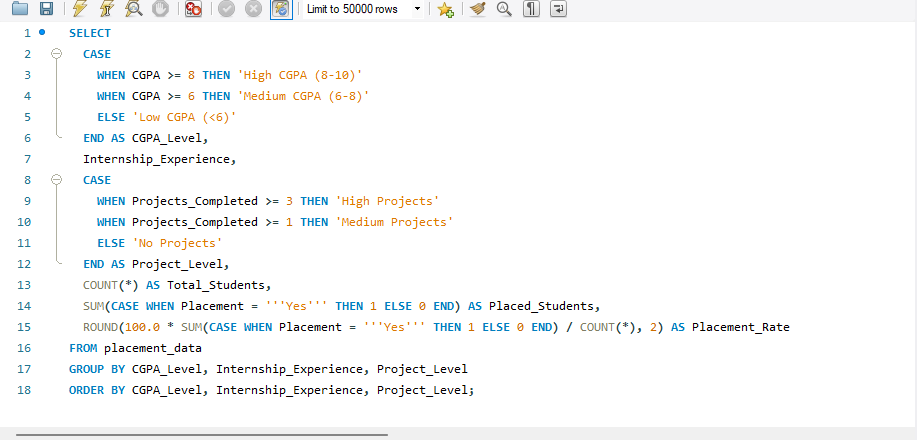 Limit to 50000 rows
1 SELECT
2 CASE
3 WHEN CGPA >= 8 THEN 'High CGPA (8-10)'
4 WHEN CGPA >= 6 THEN 'Medium CGPA (6-8)'
5 ELSE 'Low CGPA (<6)'
6 END AS CGPA_Level,
7 Internship_Experience,
8 CASE
9 WHEN Projects_Completed >= 3 THEN 'High Projects'
10 WHEN Projects_Completed >= 1 THEN 'Medium Projects'
11 ELSE 'No Projects'
12 END AS Project_Level,
13 COUNT(*) AS Total_Students,
14 SUM(CASE WHEN Placement = '''Yes''' THEN 1 ELSE 0 END) AS Placed_Students,
15 ROUND(100.0 * SUM(CASE WHEN Placement = '''Yes''' THEN 1 ELSE 0 END) / COUNT(*), 2) AS Placement_Rate
16 FROM placement_data
17 GROUP BY CGPA_Level, Internship_Experience, Project_Level
18 ORDER BY CGPA_Level, Internship_Experience, Project_Level;